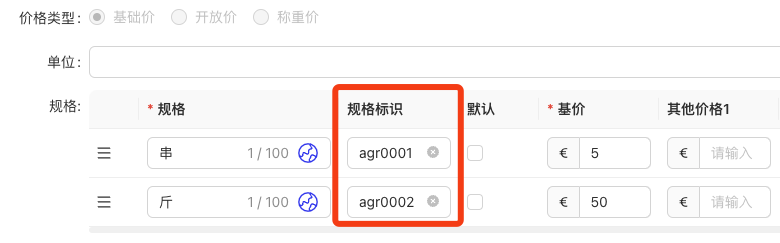 价格类型: 基础价 开放价 称重价
单位:
规格: * 规格 规格标识 默认 * 基价 其他价格1
串 1 / 100 agr0001 € 5 € 请输入
斤 1 / 100 agr0002 € 50 € 请输入